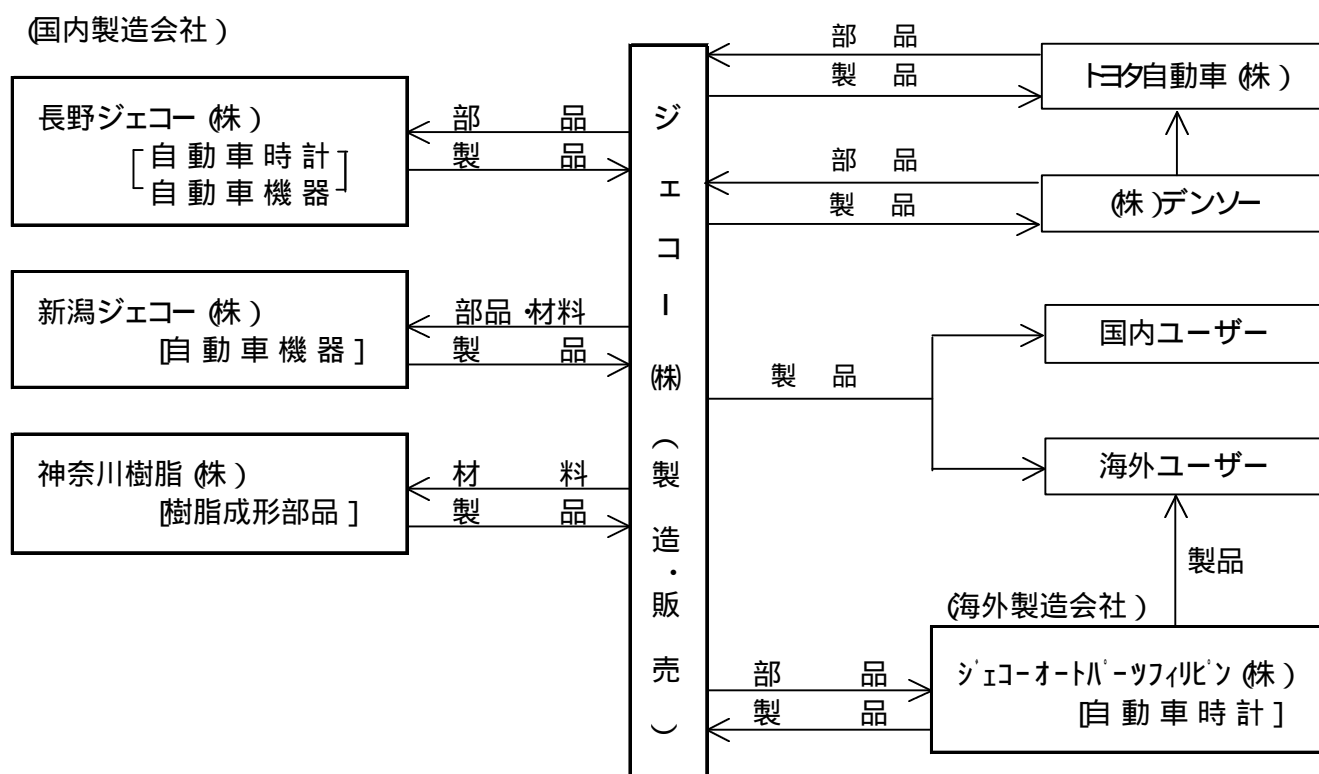 (国内製造会社)
長野ジェコー(株)
[自動車時計
自動車機器]
部品
製品
新潟ジェコー(株)
[自動車機器]
部品・材料
製品
神奈川樹脂(株)
[樹脂成形部品]
材料
製品
ジェコー(株)(製造・販売)
部品
製品
トヨタ自動車(株)
部品
製品
(株)デンソー
製品
国内ユーザー
海外ユーザー
製品
(海外製造会社)
部品
製品
ジェコーオートパーツフィリピン(株)
[自動車時計]